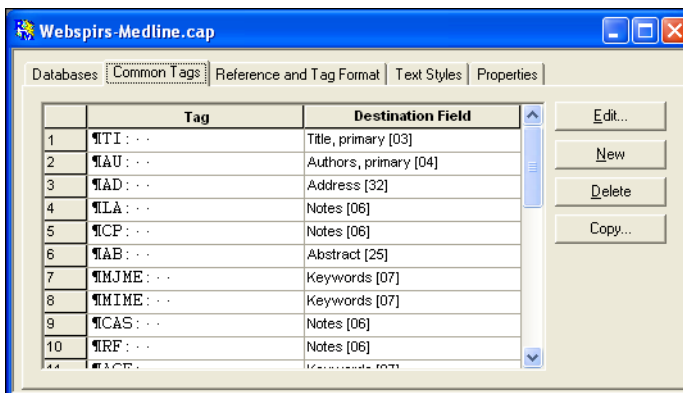 Webspirs-Medline.cap
Databases Common Tags Reference and Tag Format Text Styles Properties
Tag Destination Field
1 ¶TI: · · Title, primary [03]
2 ¶AU: · · Authors, primary [04]
3 ¶AD: · · Address [32]
4 ¶LA: · · Notes [06]
5 ¶CP: · · Notes [06]
6 ¶AB: · · Abstract [25]
7 ¶MJME: · · Keywords [07]
8 ¶MIME: · · Keywords [07]
9 ¶CAS: · · Notes [06]
10 ¶RF: · · Notes [06]
Edit...
New
Delete
Copy...